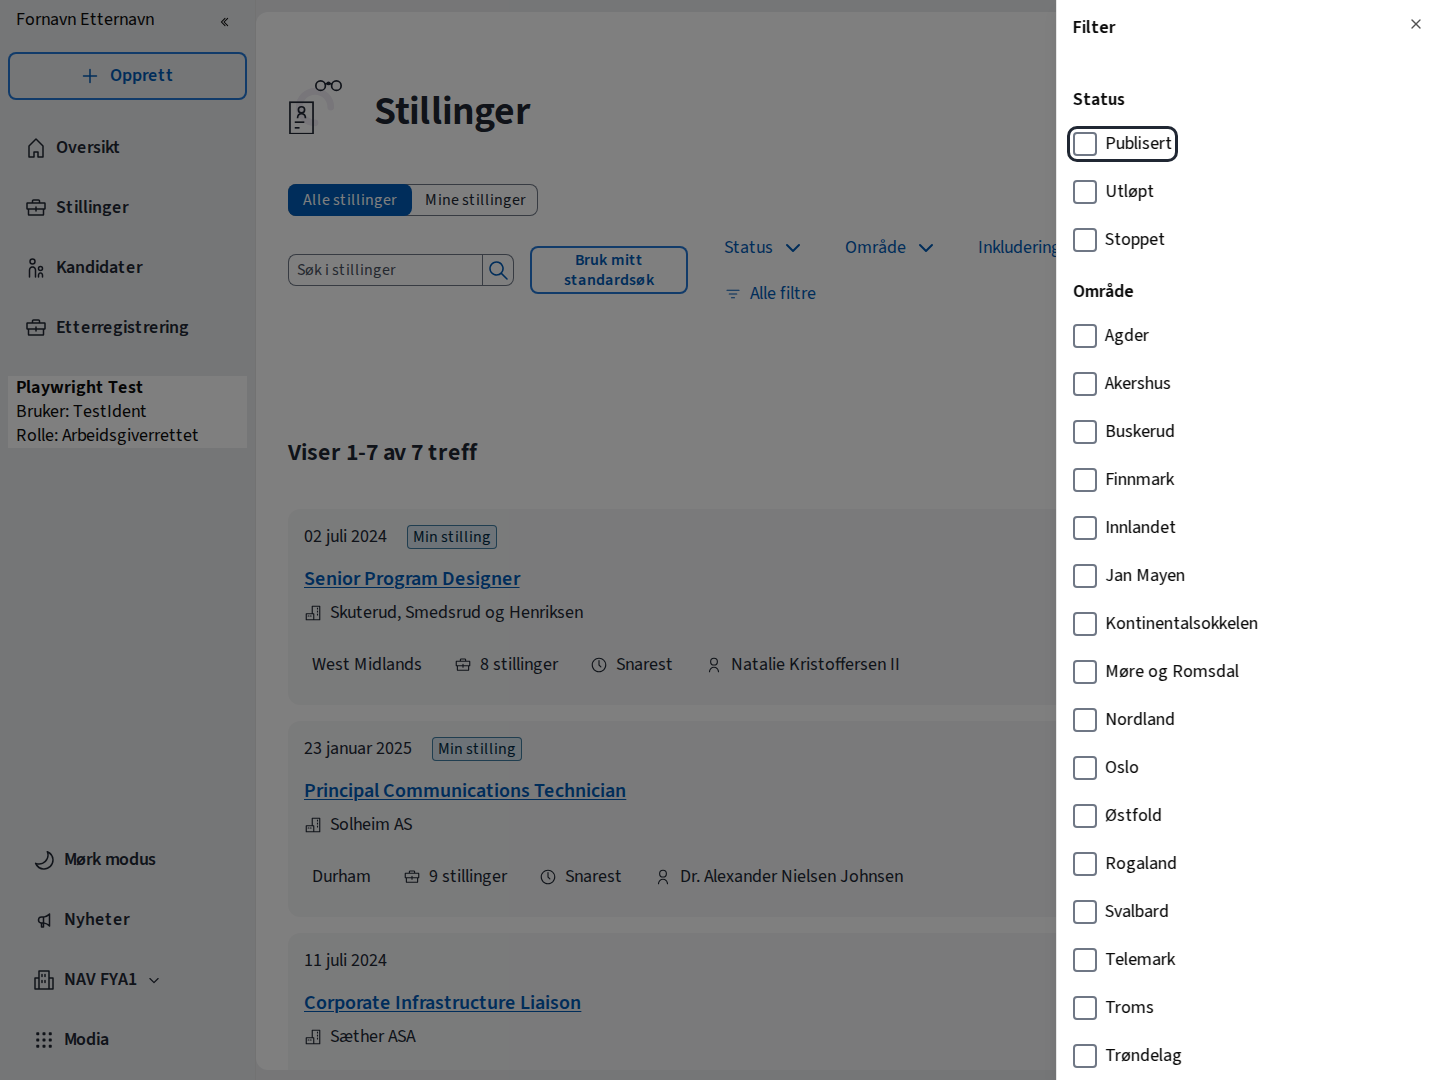 Fornavn Etternavn
Opprett
Oversikt
Stillinger
Kandidater
Etterregistrering
Playwright Test
Bruker: TestIdent
Rolle: Arbeidsgiverrettet
Mørk modus
Nyheter
NAV FYA1
Media
Stillinger
Alle stillinger
Mine stillinger
Søk i stillinger
Bruk mitt
standardsøk
Status
Område
Inkludering
Alle filtre
Viser 1-7 av 7 treff
02 juli 2024 Min stilling
Senior Program Designer
Skuterud, Smedsrud og Henriksen
West Midlands 8 stillinger Snarest Natalie Kristoffersen II
23 januar 2025 Min stilling
Principal Communications Technician
Solheim AS
Durham 9 stillinger Snarest Dr. Alexander Nielsen Johnsen
11 juli 2024
Corporate Infrastructure Liaison
Sæther ASA
Filter
Status
Publisert
Utløpt
Stoppet
Område
Agder
Akershus
Buskerud
Finnmark
Innlandet
Jan Mayen
Kontinentalsokkelen
Møre og Romsdal
Nordland
Oslo
Østfold
Rogaland
Svalbard
Telemark
Troms
Trøndelag